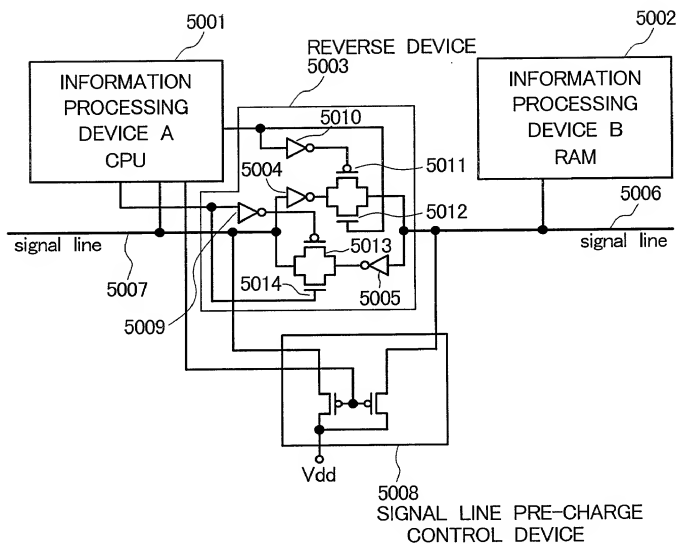 5001
INFORMATION
PROCESSING
DEVICE A
CPU
REVERSE DEVICE
5003
5002
INFORMATION
PROCESSING
DEVICE B
RAM
5010
5004
5011
5012
5006
signal line
signal line
5007
5013
5014
5005
5009
Vdd
5008
SIGNAL LINE PRE-CHARGE
CONTROL DEVICE